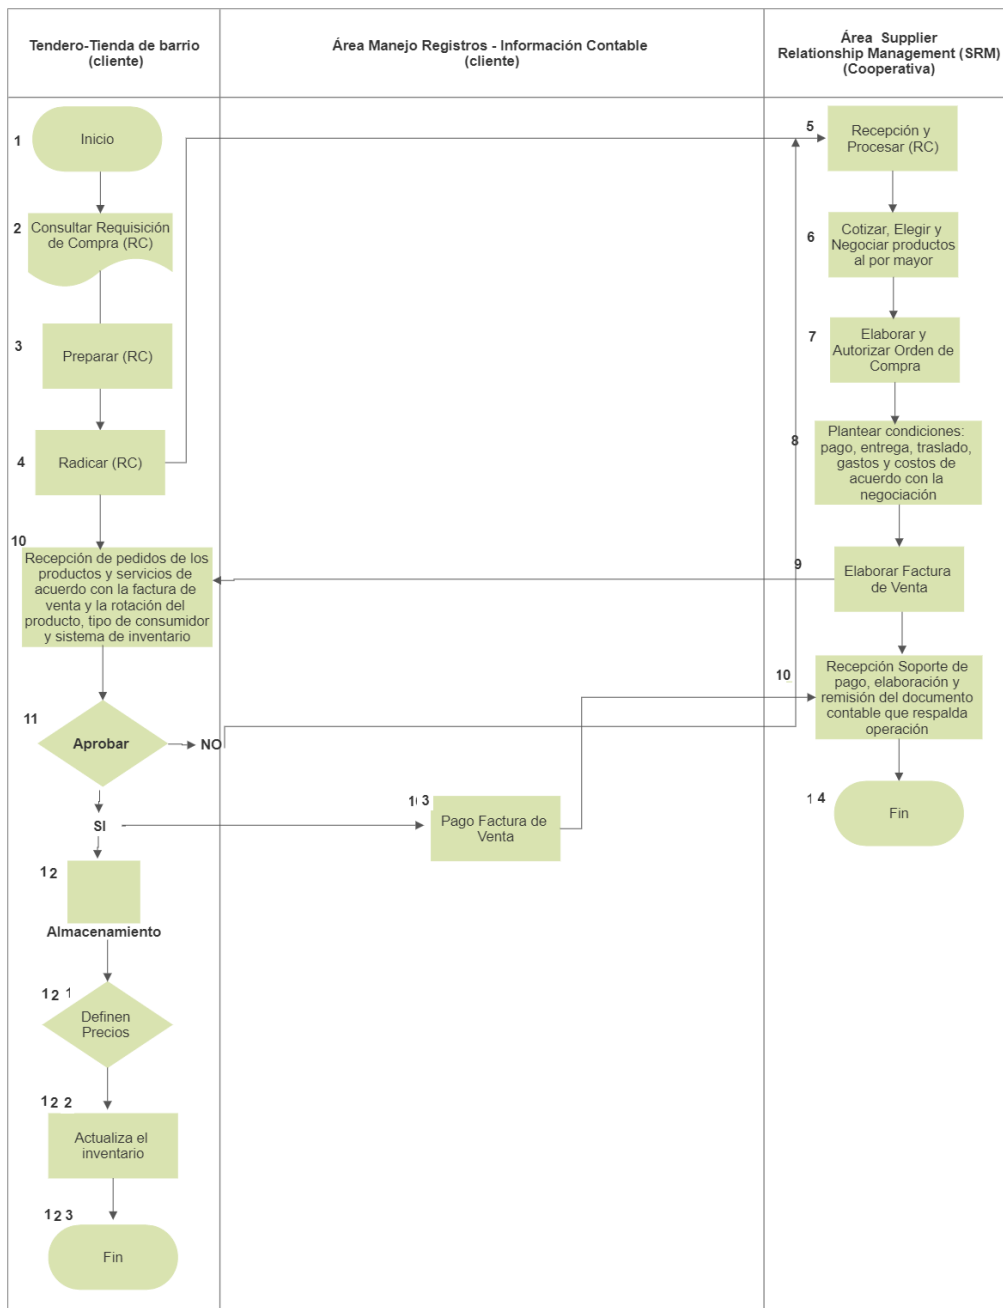 Tendero-Tienda de barrio
(cliente)
Área Manejo Registros - Información Contable
(cliente)
Área Supplier
Relationship Management (SRM)
(Cooperativa)
1
Inicio
2
Consultar Requisición
de Compra (RC)
3
Preparar (RC)
4
Radicar (RC)
5
Recepción y
Procesar (RC)
6
Cotizar, Elegir y
Negociar productos
al por mayor
7
Elaborar y
Autorizar Orden de
Compra
8
Plantear condiciones:
pago, entrega, traslado,
gastos y costos de
acuerdo con la
negociación
9
Elaborar Factura
de Venta
10
Recepción de pedidos de los
productos y servicios de
acuerdo con la factura de
venta y la rotación del
producto, tipo de consumidor
y sistema de inventario
10
Recepción Soporte de
pago, elaboración y
remisión del documento
contable que respalda
operación
11
Aprobar
NO
SI
3
Pago Factura de
Venta
1 4
Fin
12
Almacenamiento
12 1
Definen
Precios
12 2
Actualiza el
inventario
12 3
Fin